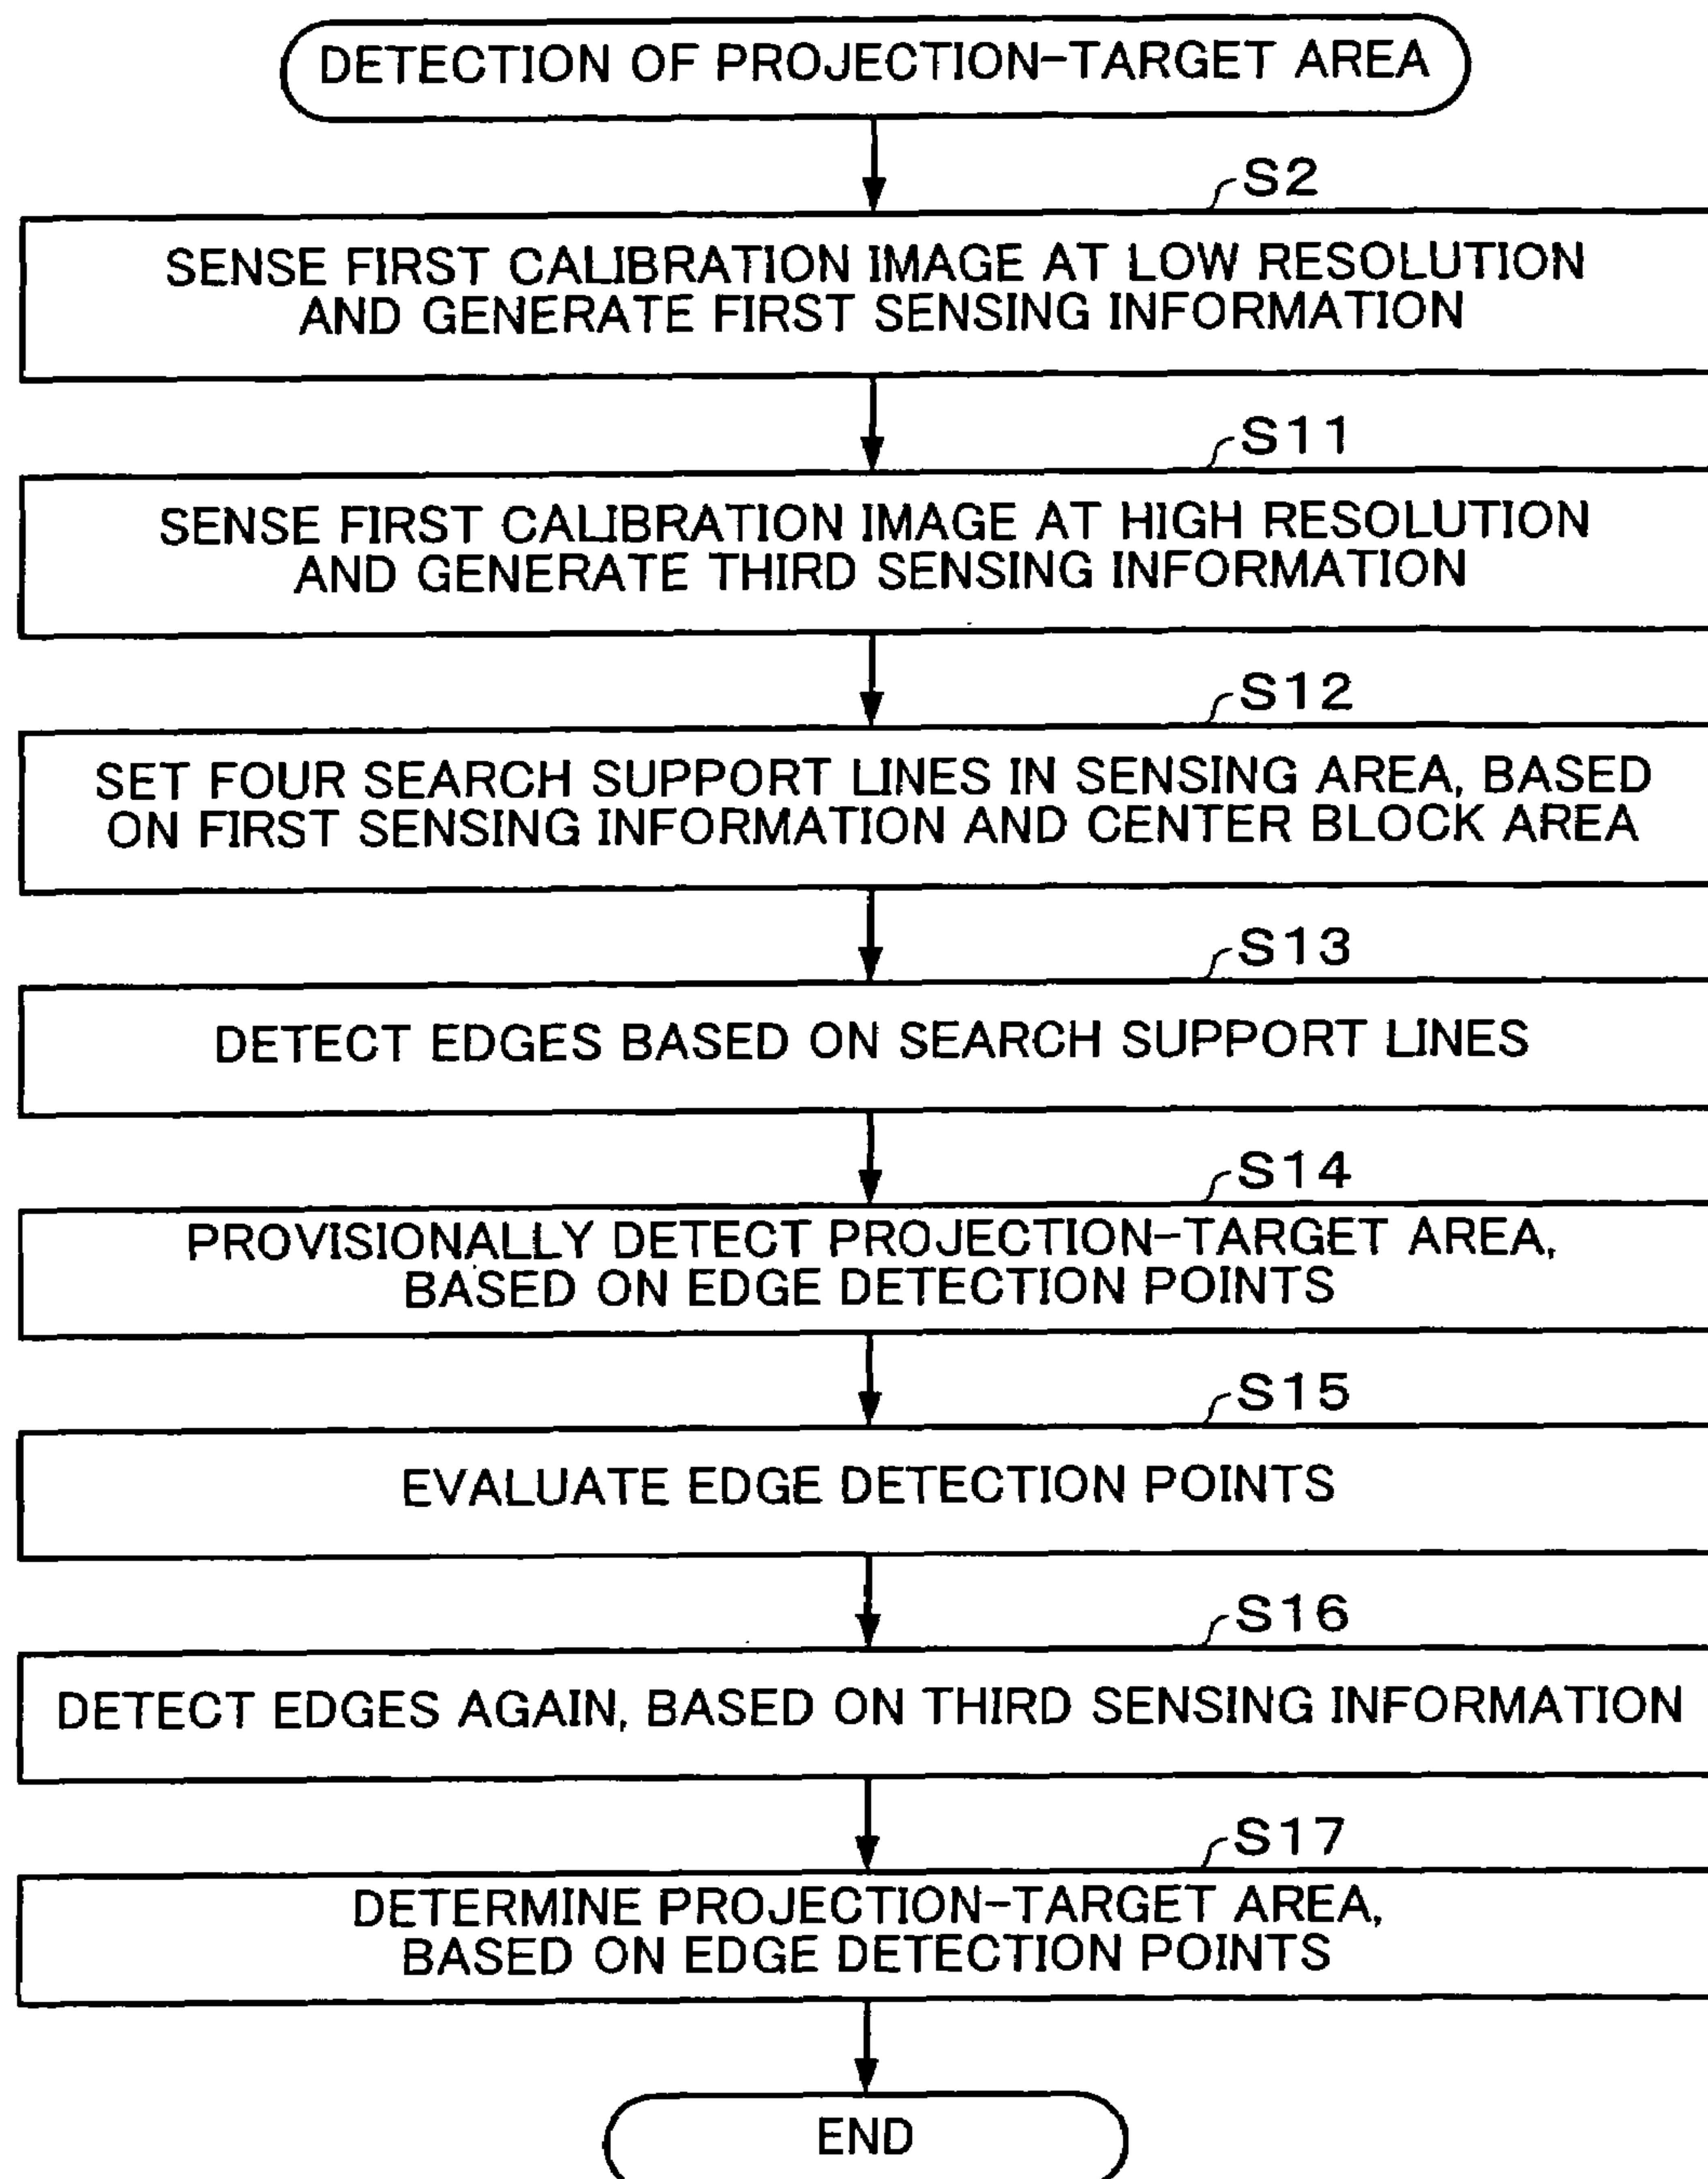 DETECTION OF PROJECTION-TARGET AREA
S2
SENSE FIRST CALIBRATION IMAGE AT LOW RESOLUTION
AND GENERATE FIRST SENSING INFORMATION
S11
SENSE FIRST CALIBRATION IMAGE AT HIGH RESOLUTION
AND GENERATE THIRD SENSING INFORMATION
S12
SET FOUR SEARCH SUPPORT LINES IN SENSING AREA, BASED
ON FIRST SENSING INFORMATION AND CENTER BLOCK AREA
S13
DETECT EDGES BASED ON SEARCH SUPPORT LINES
S14
PROVISIONALLY DETECT PROJECTION-TARGET AREA,
BASED ON EDGE DETECTION POINTS
S15
EVALUATE EDGE DETECTION POINTS
S16
DETECT EDGES AGAIN, BASED ON THIRD SENSING INFORMATION
S17
DETERMINE PROJECTION-TARGET AREA,
BASED ON EDGE DETECTION POINTS
END